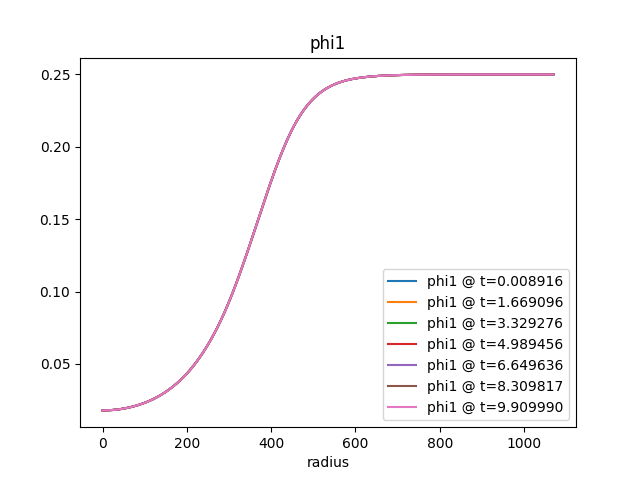 phi1
0.25
0.20
0.15
0.10
0.05
phi1 @ t=0.008916
phi1 @ t=1.669096
phi1 @ t=3.329276
phi1 @ t=4.989456
phi1 @ t=6.649636
phi1 @ t=8.309817
phi1 @ t=9.909990
0 200 400 600 800 1000
radius